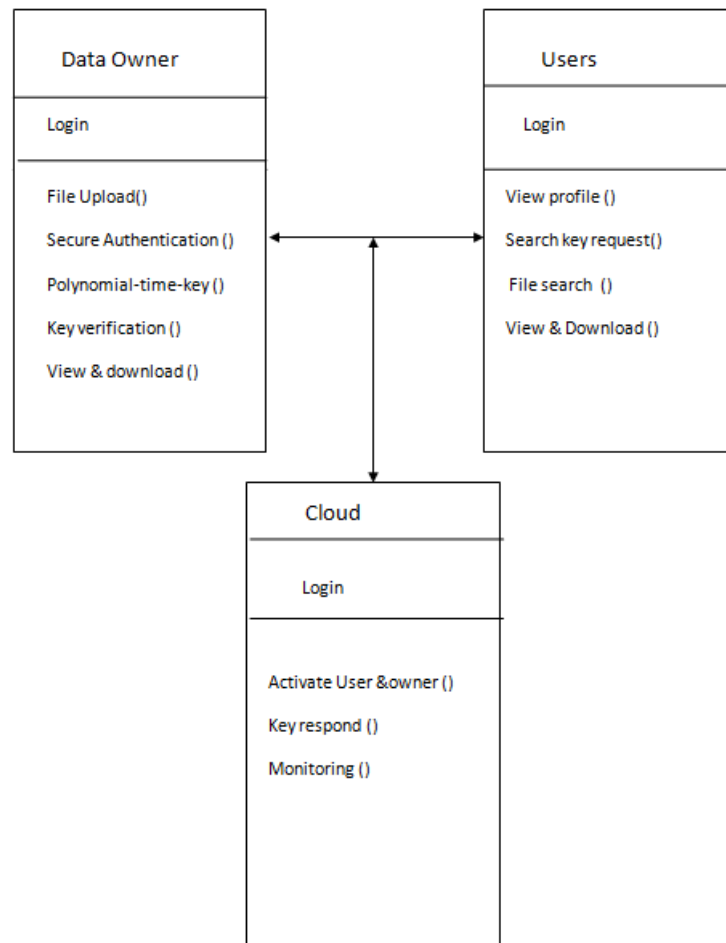 Data Owner
Login
File Upload()
Secure Authentication ()
Polynomial-time-key ()
Key verification ()
View & download ()
Users
Login
View profile ()
Search key request()
File search ()
View & Download ()
Cloud
Login
Activate User &owner ()
Key respond ()
Monitoring ()